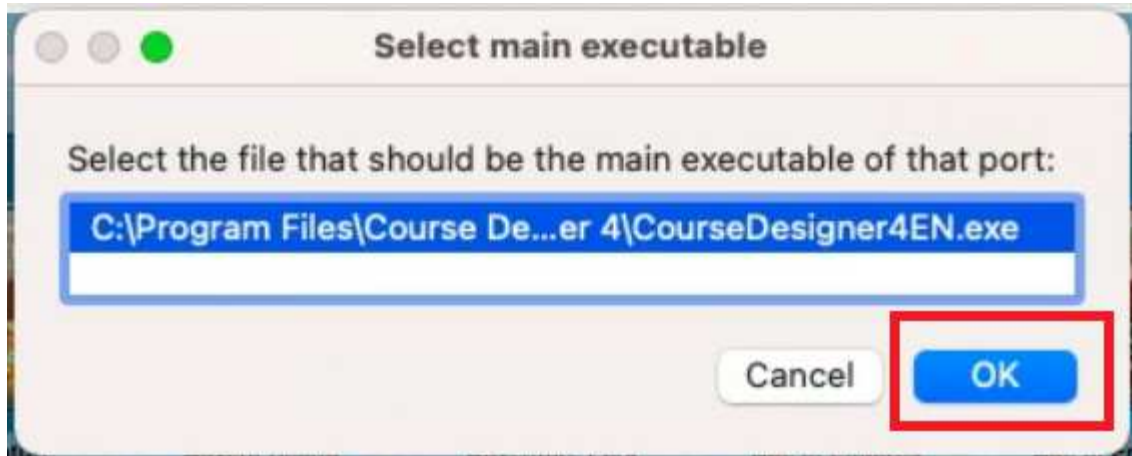 Select main executable
Select the file that should be the main executable of that port:
C:\Program Files\Course De...er 4\CourseDesigner4EN.exe
Cancel OK